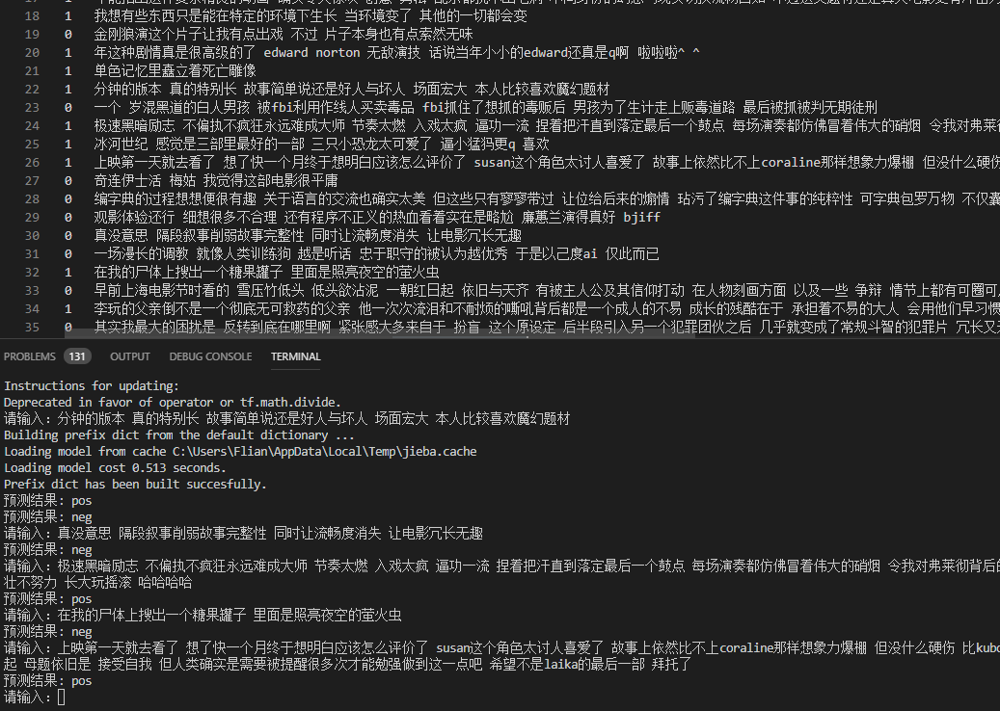 18 1 我想有些东西只是能在特定的环境下生长 当环境变了 其他的一切都会变
19 0 金刚狼演这个片子让我有点出戏 不过 片子本身也有点索然无味
20 1 年这种剧情真是很高级的了 edward norton 无敌演技 话说当年小小的edward还真是q啊 啦啦啦^ ^
21 1 单色记忆里矗立着死亡雕像
22 1 分钟的版本 真的特别长 故事简单说还是好人与坏人 场面宏大 本人比较喜欢魔幻题材
23 0 一个 岁混黑道的白人男孩 被fbi利用作线人买卖毒品 fbi抓住了想抓的毒贩后 男孩为了生计走上贩毒道路 最后被抓被判无期徒刑
24 1 极速黑暗励志 不偏执不疯狂永远难成大师 节奏太燃 入戏太疯 逼功一流 捏着把汗直到落定最后一个鼓点 每场演奏都仿佛冒着伟大的硝烟 令我对弗莱彻
25 1 冰河世纪 感觉是三部里最好的一部 三只小恐龙太可爱了 逼小猛犸更q 喜欢
26 1 上映第一天就去看了 想了快一个月终于想明白应该怎么评价了 susan这个角色太讨人喜爱了 故事上依然比不上coraline那样想象力爆棚 但没什么硬伤
27 0 奇连伊士活 梅姑 我觉得这部电影很平庸
28 0 编字典的过程想想便很有趣 关于语言的交流也确实太美 但这些只有寥寥带过 让位给后来的煽情 玷污了编字典这件事的纯粹性 可字典包罗万物 不仅囊
29 0 观影体验还行 细想很多不合理 还有程序不正义的热血看着实在是略尬 廉蕙兰演得真好 bjiff
30 0 真没意思 隔段叙事削弱故事完整性 同时让流畅度消失 让电影冗长无趣
31 0 一场漫长的调教 就像人类训练狗 越是听话 忠于职守的被认为越优秀 于是以己度ai 仅此而已
32 1 在我的尸体上搜出一个糖果罐子 里面是照亮夜空的萤火虫
33 0 早前上海电影节时看的 雪压竹低头 低头欲沾泥 一朝红日起 依旧与天齐 有被主人公及其信仰打动 在人物刻画方面 以及一些 争辩 情节上都有可圈可
34 1 李玩的父亲倒不是一个彻底无可救药的父亲 他一次次流泪和不耐烦的嘶吼背后都是一个成人的不易 成长的残酷在于 承担着不易的大人 会用他们早习惯
35 0 其实我最大的困扰是 反转到底在哪里啊 紧张感大多来自于 扮盲 这个原设定 后半段引入另一个犯罪团伙之后 几乎就变成了常规斗智的犯罪片 冗长又
PROBLEMS 131 OUTPUT DEBUG CONSOLE TERMINAL
Instructions for updating:
Deprecated in favor of operator or tf.math.divide.
请输入: 分钟的版本 真的特别长 故事简单说还是好人与坏人 场面宏大 本人比较喜欢魔幻题材
Building prefix dict from the default dictionary ...
Loading model from cache C:\Users\Flian\AppData\Local\Temp\jieba.cache
Loading model cost 0.513 seconds.
Prefix dict has been built succesfully.
预测结果: pos
预测结果: neg
请输入: 真没意思 隔段叙事削弱故事完整性 同时让流畅度消失 让电影冗长无趣
预测结果: neg
请输入: 极速黑暗励志 不偏执不疯狂永远难成大师 节奏太燃 入戏太疯 逼功一流 捏着把汗直到落定最后一个鼓点 每场演奏都仿佛冒着伟大的硝烟 令我对弗莱彻背后的
壮不努力 长大玩摇滚 哈哈哈哈
预测结果: pos
请输入: 在我的尸体上搜出一个糖果罐子 里面是照亮夜空的萤火虫
预测结果: neg
请输入: 上映第一天就去看了 想了快一个月终于想明白应该怎么评价了 susan这个角色太讨人喜爱了 故事上依然比不上coraline那样想象力爆棚 但没什么硬伤 比kubo
起 母题依旧是 接受自我 但人类确实是需要被提醒很多次才能勉强做到这一点吧 希望不是laika的最后一部 拜托了
预测结果: pos
请输入: